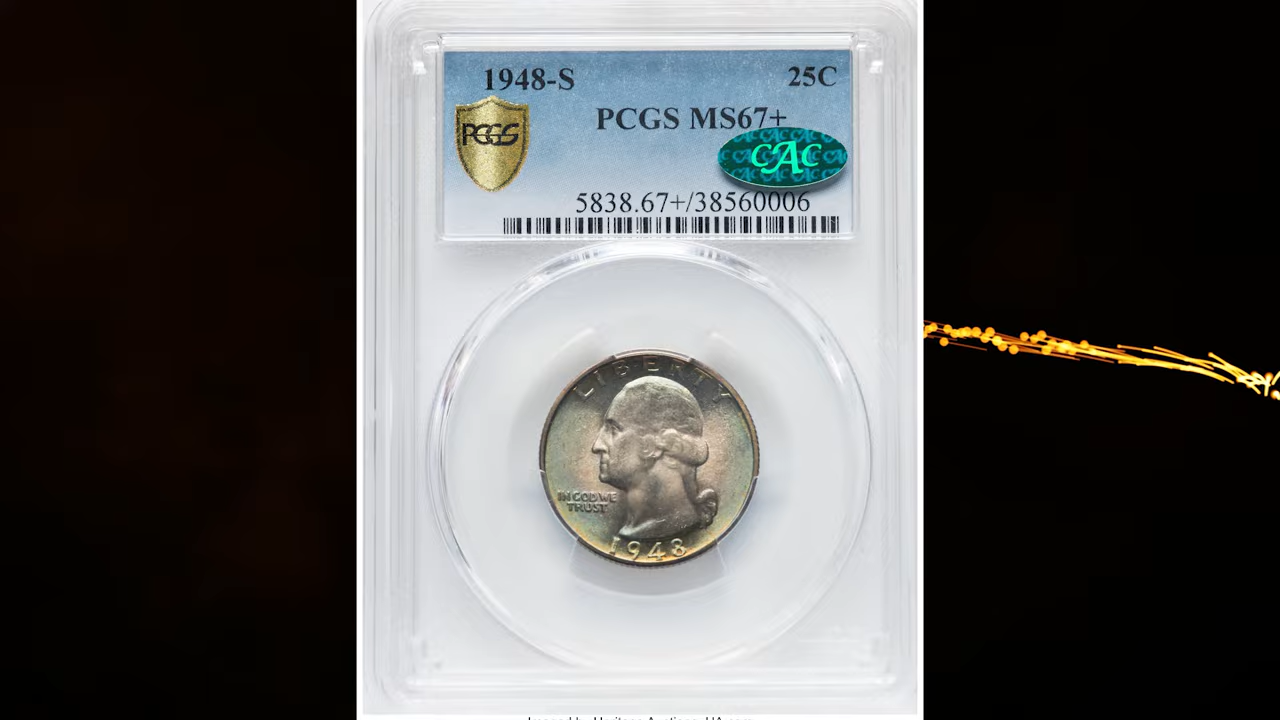 1948-S 25C
PCGS MS67+
PCGS
CAC
5838.67+/38560006
LIBERTY
IN GOD WE
TRUST
1948